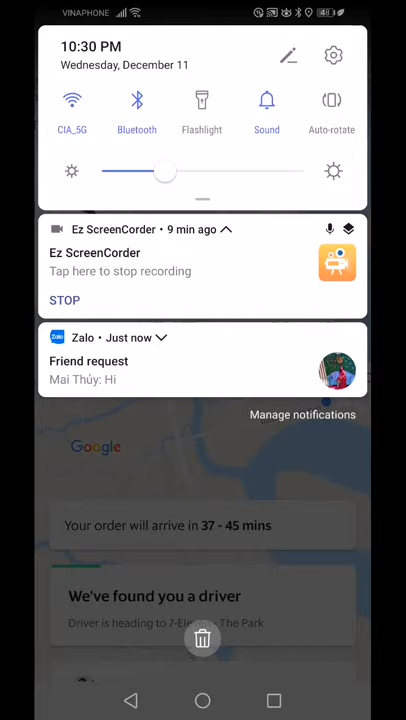 VINAPHONE
48
10:30 PM
Wednesday, December 11
CIA_5G
Bluetooth
Flashlight
Sound
Auto-rotate
Ez ScreenCorder • 9 min ago
Ez ScreenCorder
Tap here to stop recording
STOP
Zalo
Zalo • Just now
Friend request
Mai Thúy: Hi
Manage notifications
Google
Your order will arrive in 37 - 45 mins
We've found you a driver
Driver is heading to The Park